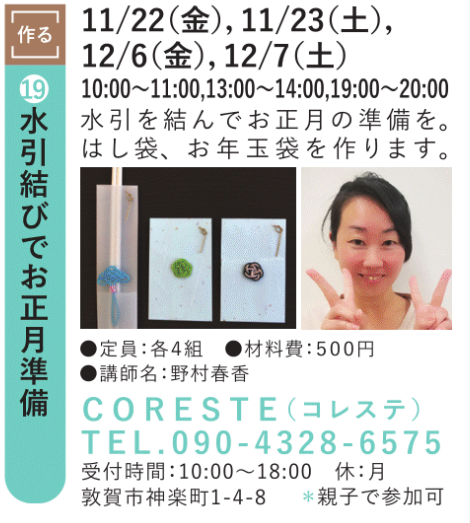 作る
⑲水引結びでお正月準備
11/22(金), 11/23(土),
12/6(金), 12/7(土)
10:00〜11:00,13:00〜14:00,19:00〜20:00
水引を結んでお正月の準備を。
はし袋、お年玉袋を作ります。
●定員:各4組 ●材料費:500円
●講師名:野村春香
CORESTE(コレステ)
TEL.090-4328-6575
受付時間:10:00〜18:00 休:月
敦賀市神楽町1-4-8 *親子で参加可